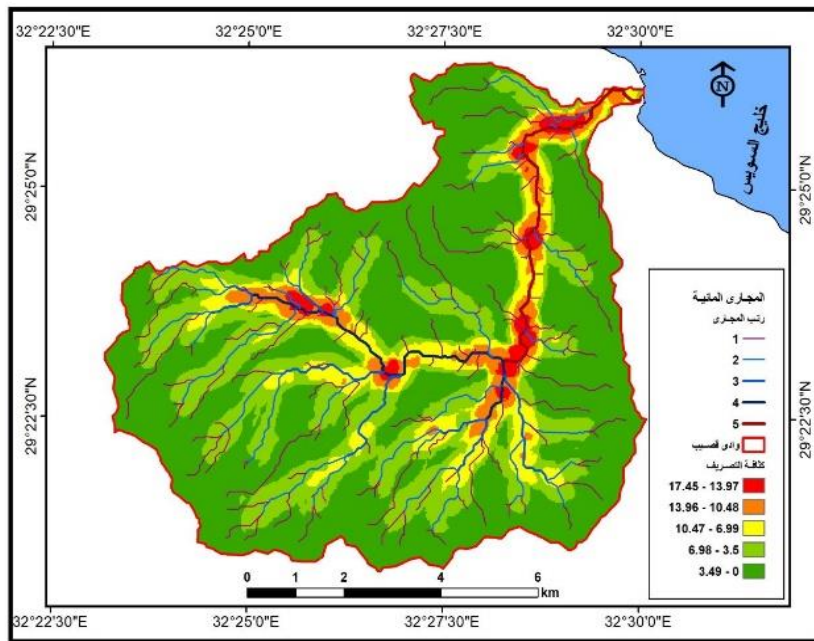 32°22'30"E 32°25'0"E 32°27'30"E 32°30'0"E
خليج السويس
N
29°25'0"N 29°25'0"N
29°22'30"N 29°22'30"N
المجارى المائية
رتب المجارى
1
2
3
4
5
وادى قصيب
كثافة التصريف
17.45 - 13.97
13.96 - 10.48
10.47 - 6.99
6.98 - 3.5
3.49 - 0
0 1 2 4 6
km
32°22'30"E 32°25'0"E 32°27'30"E 32°30'0"E